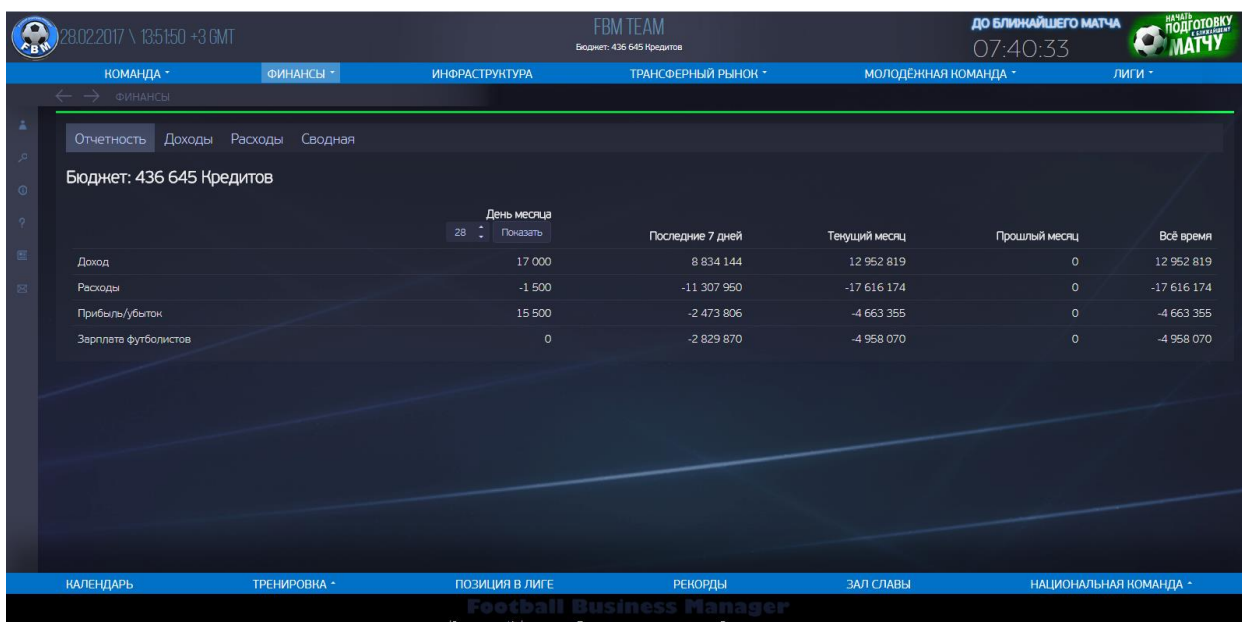 FBM
28.02.2017 \ 13:51:50 +3 GMT
FBM TEAM
Бюджет: 436 645 Кредитов
ДО БЛИЖАЙШЕГО МАТЧА
07:40:33
НАЧАТЬ
ПОДГОТОВКУ
К БЛИЖАЙШЕМУ
МАТЧУ
КОМАНДА ФИНАНСЫ ИНФРАСТРУКТУРА ТРАНСФЕРНЫЙ РЫНОК МОЛОДЁЖНАЯ КОМАНДА ЛИГИ
← → ФИНАНСЫ
Отчетность Доходы Расходы Сводная
Бюджет: 436 645 Кредитов
День месяца
28 Показать Последние 7 дней Текущий месяц Прошлый месяц Всё время
Доход 17 000 8 834 144 12 952 819 0 12 952 819
Расходы -1 500 -11 307 950 -17 616 174 0 -17 616 174
Прибыль/убыток 15 500 -2 473 806 -4 663 355 0 -4 663 355
Зарплата футболистов 0 -2 829 870 -4 958 070 0 -4 958 070
КАЛЕНДАРЬ ТРЕНИРОВКА ПОЗИЦИЯ В ЛИГЕ РЕКОРДЫ ЗАЛ СЛАВЫ НАЦИОНАЛЬНАЯ КОМАНДА
Football Business Manager